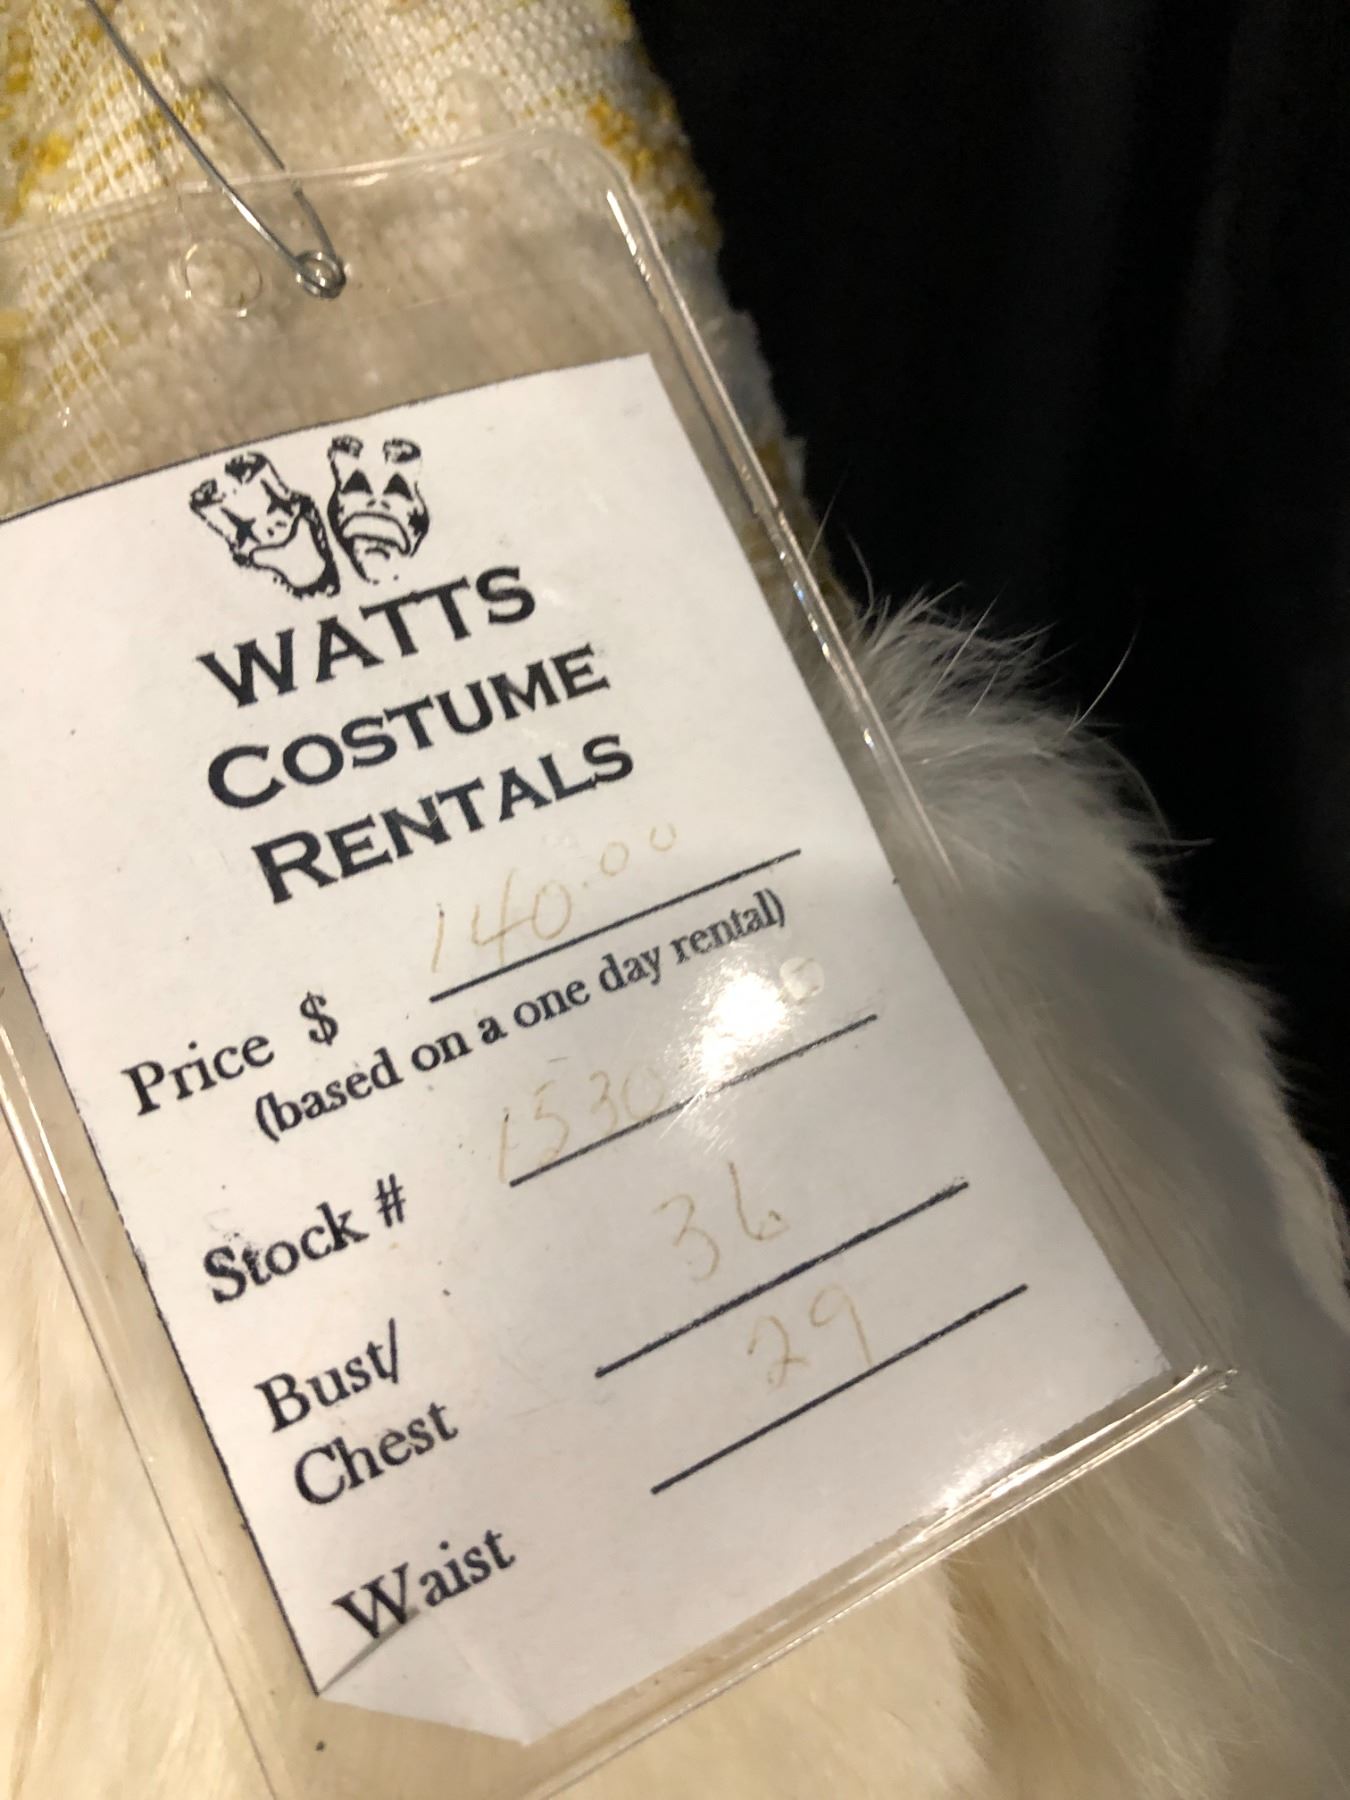 WATTS
COSTUME
RENTALS
Price $ 140.00
(based on a one day rental)
Stock #
Bust/
Chest 36
Waist 29